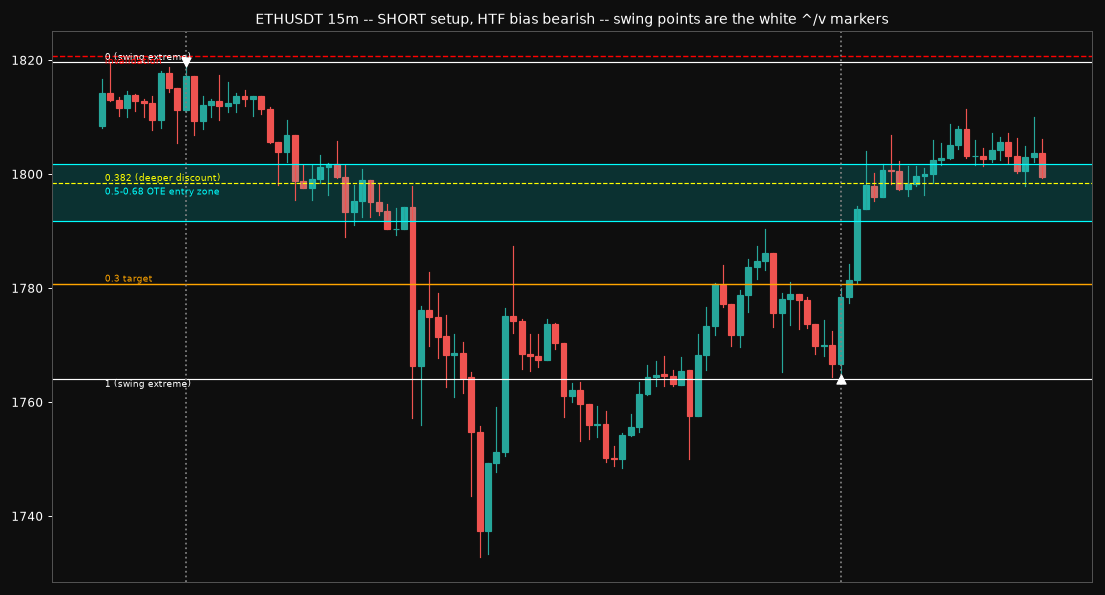 ETHUSDT 15m -- SHORT setup, HTF bias bearish -- swing points are the white ^/v markers
1820
0 (swing extreme)
1800
0.382 (deeper discount)
0.5-0.68 OTE entry zone
1780
0.3 target
1 (swing extreme)
1760
1740